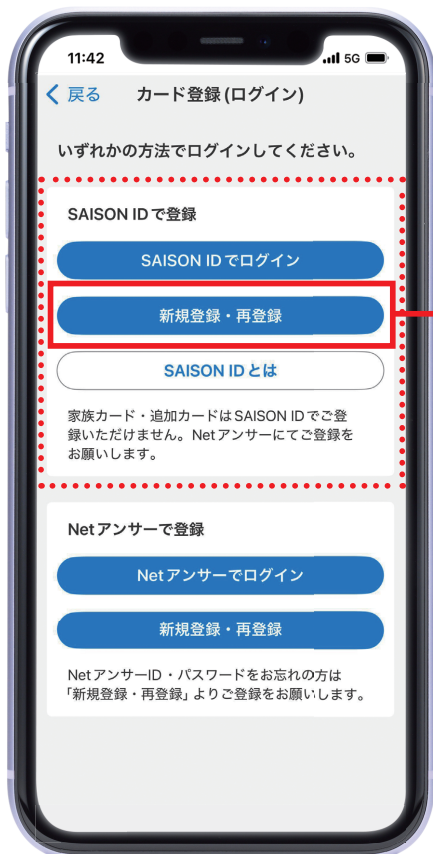 11:42
5G
戻る カード登録(ログイン)
いずれかの方法でログインしてください。
SAISON IDで登録
SAISON IDでログイン
新規登録・再登録
SAISON IDとは
家族カード・追加カードはSAISON IDでご登
録いただけません。Netアンサーにてご登録を
お願いします。
Netアンサーで登録
Netアンサーでログイン
新規登録・再登録
NetアンサーID・パスワードをお忘れの方は
「新規登録・再登録」よりご登録をお願いします。